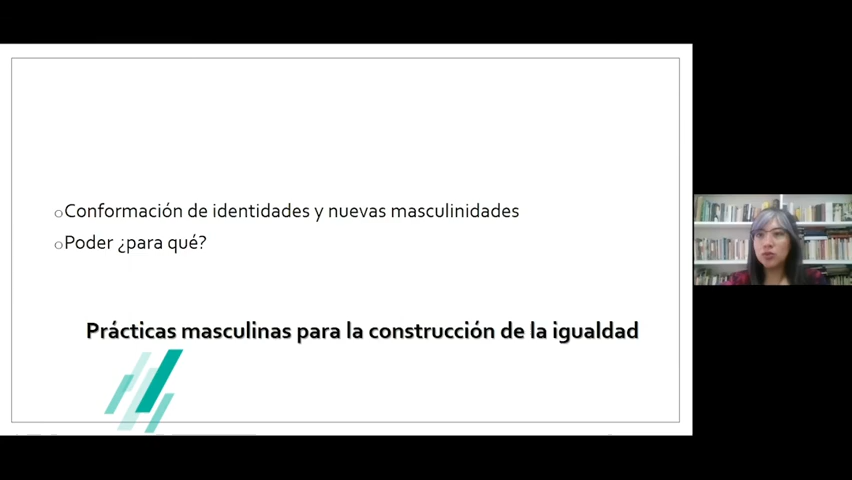 Conformación de identidades y nuevas masculinidades
Poder ¿para qué?
Prácticas masculinas para la construcción de la igualdad